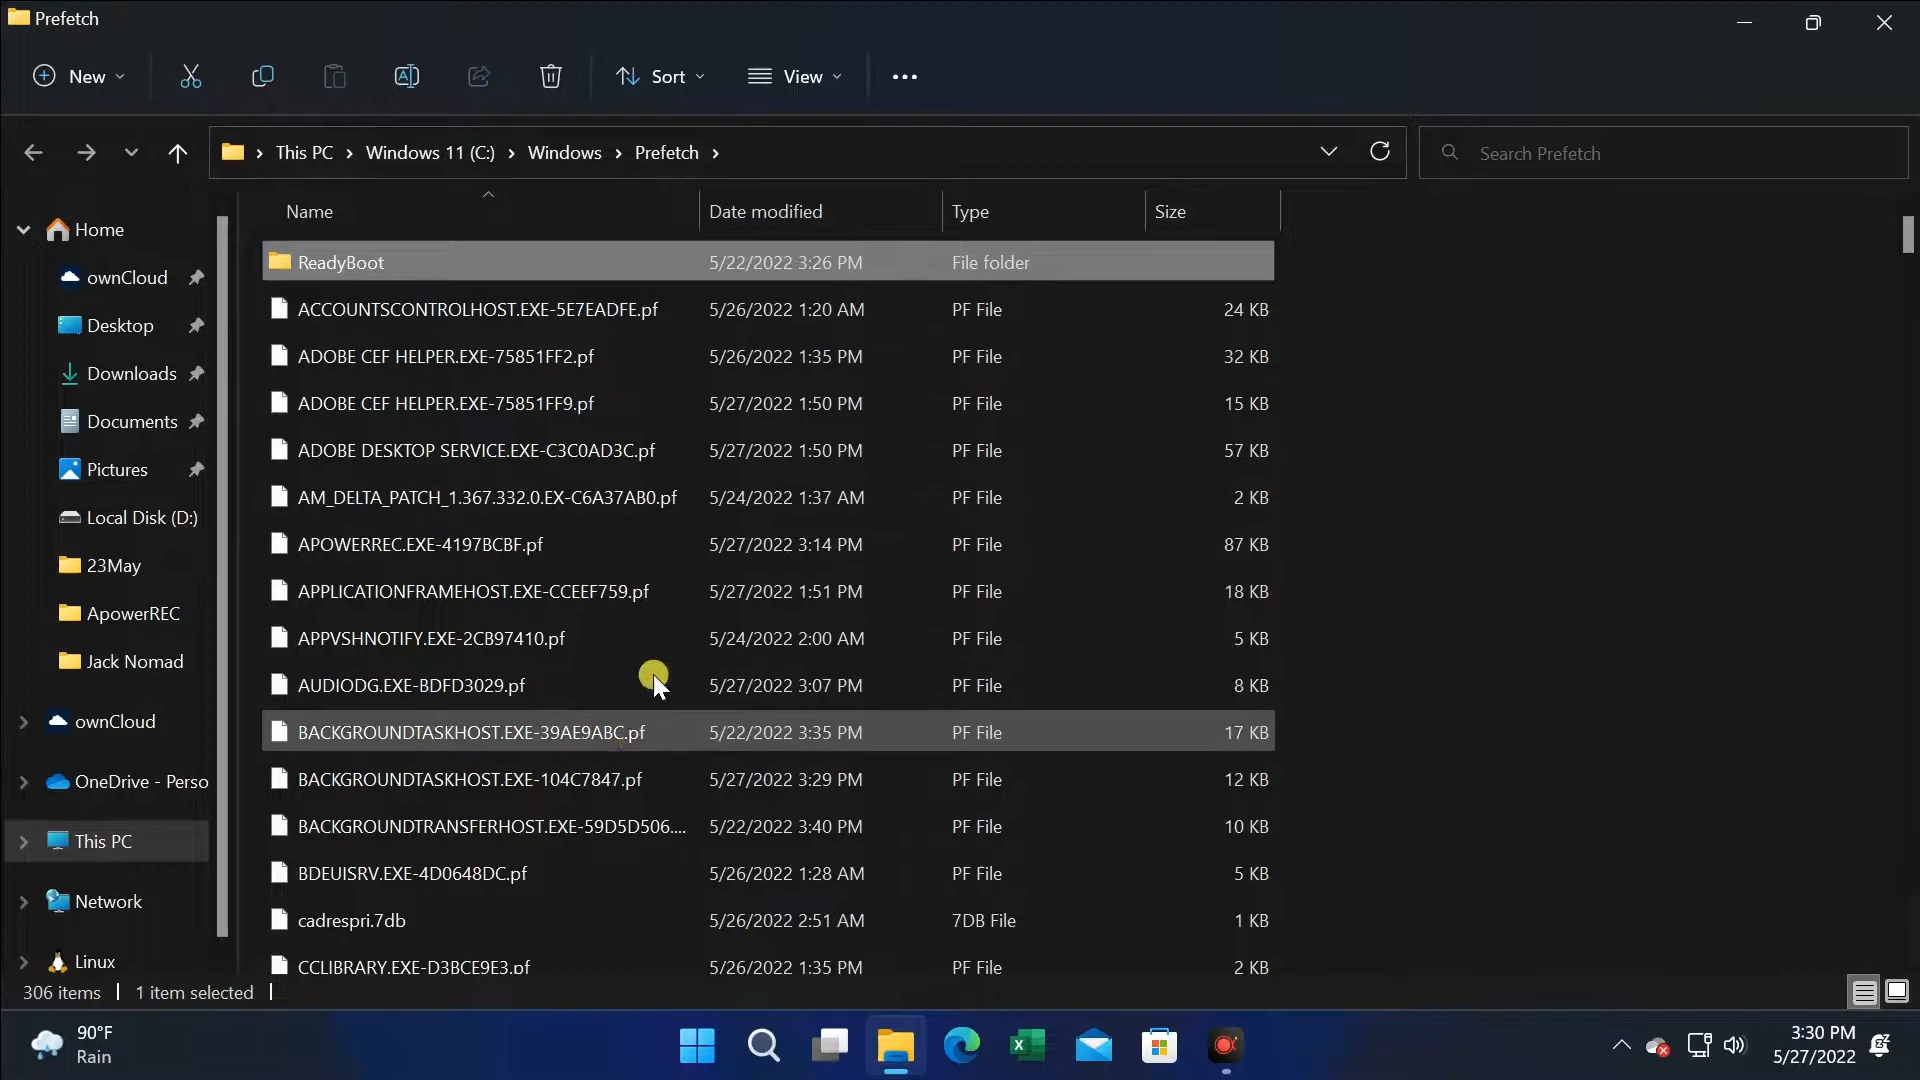 Prefetch
New
Sort
View
This PC > Windows 11 (C:) > Windows > Prefetch >
Search Prefetch
Home
ownCloud
Desktop
Downloads
Documents
Pictures
Local Disk (D:)
23May
ApowerREC
Jack Nomad
ownCloud
OneDrive - Perso
This PC
Network
Linux
Name Date modified Type Size
ReadyBoot 5/22/2022 3:26 PM File folder
ACCOUNTSCONTROLHOST.EXE-5E7EADFE.pf 5/26/2022 1:20 AM PF File 24 KB
ADOBE CEF HELPER.EXE-75851FF2.pf 5/26/2022 1:35 PM PF File 32 KB
ADOBE CEF HELPER.EXE-75851FF9.pf 5/27/2022 1:50 PM PF File 15 KB
ADOBE DESKTOP SERVICE.EXE-C3C0AD3C.pf 5/27/2022 1:50 PM PF File 57 KB
AM_DELTA_PATCH_1.367.332.0.EX-C6A37AB0.pf 5/24/2022 1:37 AM PF File 2 KB
APOWERREC.EXE-4197BCBF.pf 5/27/2022 3:14 PM PF File 87 KB
APPLICATIONFRAMEHOST.EXE-CCEEF759.pf 5/27/2022 1:51 PM PF File 18 KB
APPVSHNOTIFY.EXE-2CB97410.pf 5/24/2022 2:00 AM PF File 5 KB
AUDIODG.EXE-BDFD3029.pf 5/27/2022 3:07 PM PF File 8 KB
BACKGROUNDTASKHOST.EXE-39AE9ABC.pf 5/22/2022 3:35 PM PF File 17 KB
BACKGROUNDTASKHOST.EXE-104C7847.pf 5/27/2022 3:29 PM PF File 12 KB
BACKGROUNDTRANSFERHOST.EXE-59D5D506.... 5/22/2022 3:40 PM PF File 10 KB
BDEUISRV.EXE-4D0648DC.pf 5/26/2022 1:28 AM PF File 5 KB
cadrespri.7db 5/26/2022 2:51 AM 7DB File 1 KB
CCLIBRARY.EXE-D3BCE9E3.pf 5/26/2022 1:35 PM PF File 2 KB
306 items | 1 item selected |
90°F
Rain
3:30 PM
5/27/2022